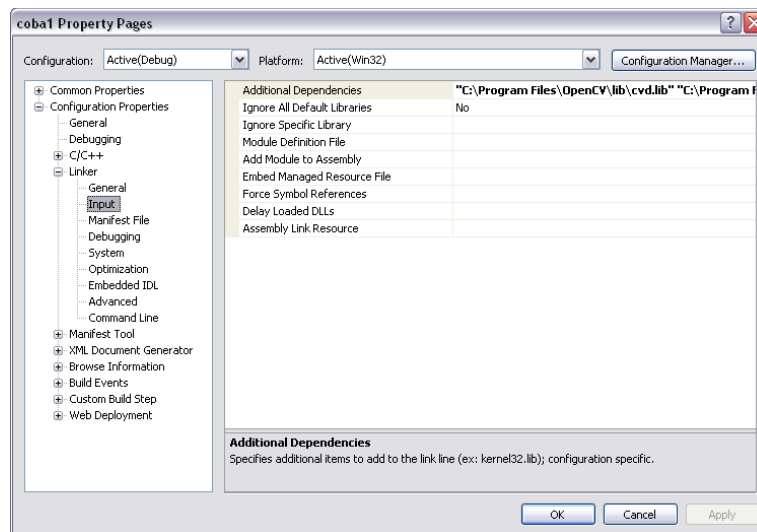 coba1 Property Pages
Configuration: Active(Debug) Platform: Active(Win32) Configuration Manager...
Common Properties
Configuration Properties
General
Debugging
C/C++
Linker
General
Input
Manifest File
Debugging
System
Optimization
Embedded IDL
Advanced
Command Line
Manifest Tool
XML Document Generator
Browse Information
Build Events
Custom Build Step
Web Deployment
Additional Dependencies "C:\Program Files\OpenCV\lib\cvd.lib" "C:\Program F
Ignore All Default Libraries No
Ignore Specific Library
Module Definition File
Add Module to Assembly
Embed Managed Resource File
Force Symbol References
Delay Loaded DLLs
Assembly Link Resource
Additional Dependencies
Specifies additional items to add to the link line (ex: kernel32.lib); configuration specific.
OK Cancel Apply